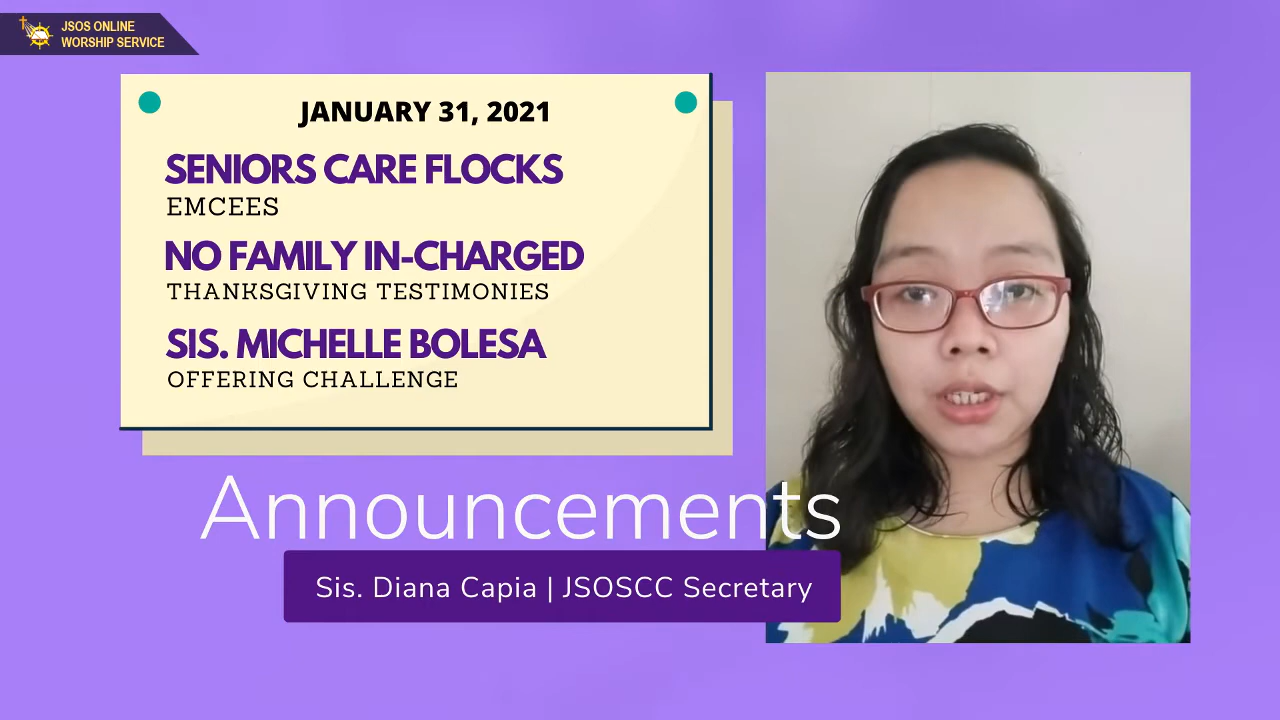 JSOS ONLINE
WORSHIP SERVICE
JANUARY 31, 2021
SENIORS CARE FLOCKS
EMCEES
NO FAMILY IN-CHARGED
THANKSGIVING TESTIMONIES
SIS. MICHELLE BOLESA
OFFERING CHALLENGE
Announcements
Sis. Diana Capia | JSOSCC Secretary